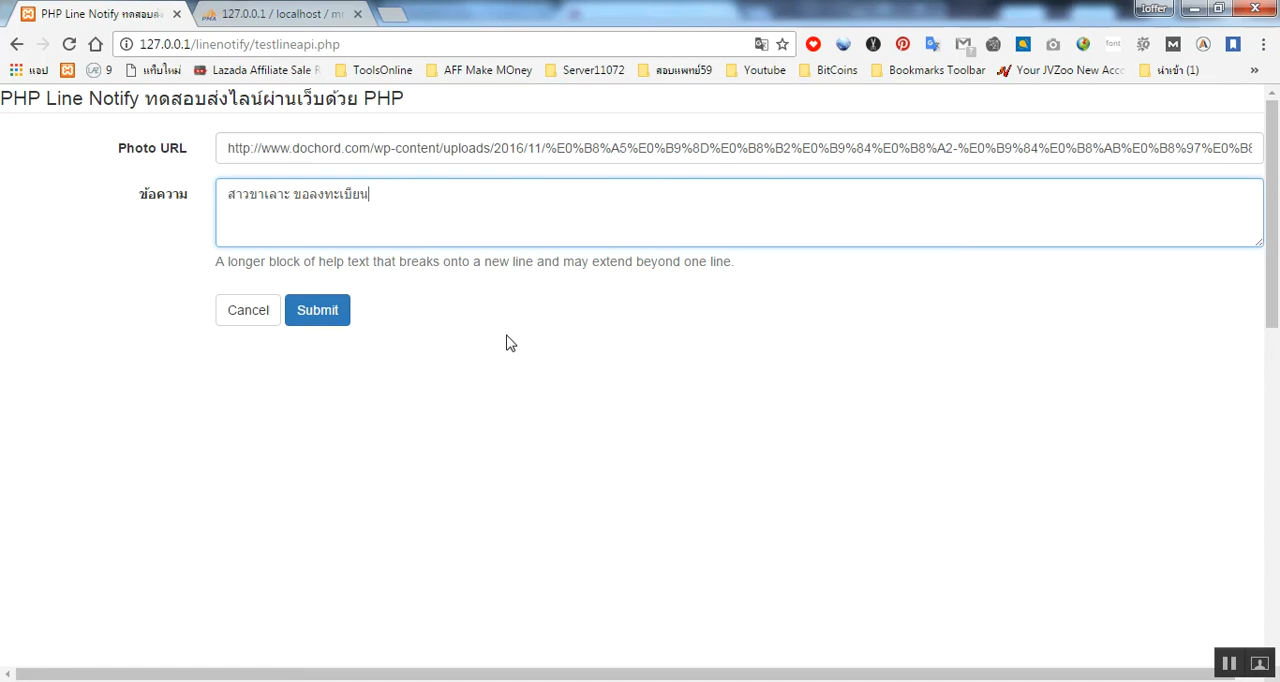 PHP Line Notify ทดสอบส่ง
127.0.0.1 / localhost / mr
Ioffer
127.0.0.1/linenotify/testlineapi.php
แอป
9
แท็บใหม่
Lazada Affiliate Sale R
ToolsOnline
AFF Make MOney
Server11072
สอบแพทย์59
Youtube
BitCoins
Bookmarks Toolbar
Your JVZoo New Acco
นำเข้า (1)
PHP Line Notify ทดสอบส่งไลน์ผ่านเว็บด้วย PHP
Photo URL
http://www.dochord.com/wp-content/uploads/2016/11/%E0%B8%A5%E0%B9%8D%E0%B8%B2%E0%B9%84%E0%B8%A2-%E0%B9%84%E0%B8%AB%E0%B8%97%E0%B8
ข้อความ
สาวขาเลาะ ขอลงทะเบียน
A longer block of help text that breaks onto a new line and may extend beyond one line.
Cancel
Submit